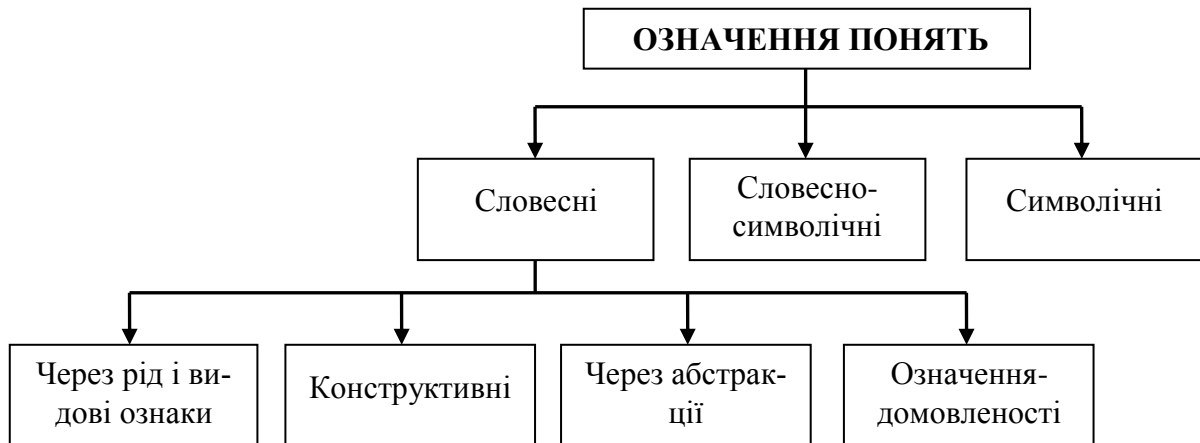 ОЗНАЧЕННЯ ПОНЯТЬ
Словесні
Словесно-
символічні
Символічні
Через рід і ви-
дові ознаки
Конструктивні
Через абстрак-
ції
Означення-
домовленості